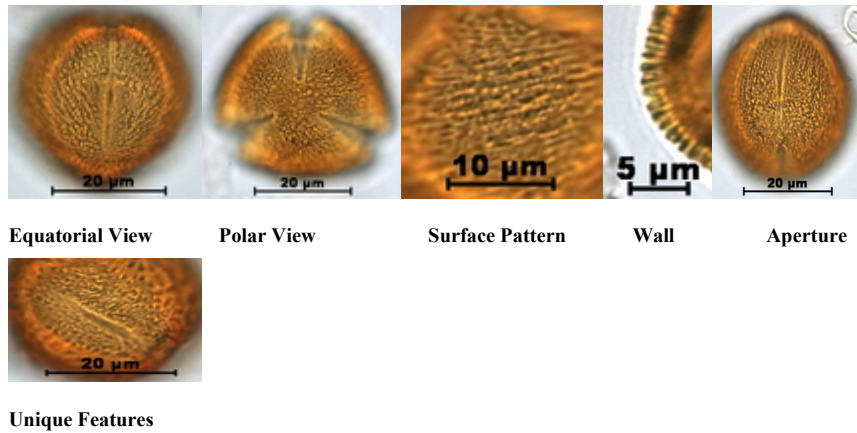 20 µm
20 µm
10 µm
5 µm
20 µm
Equatorial View Polar View Surface Pattern Wall Aperture
20 µm
Unique Features